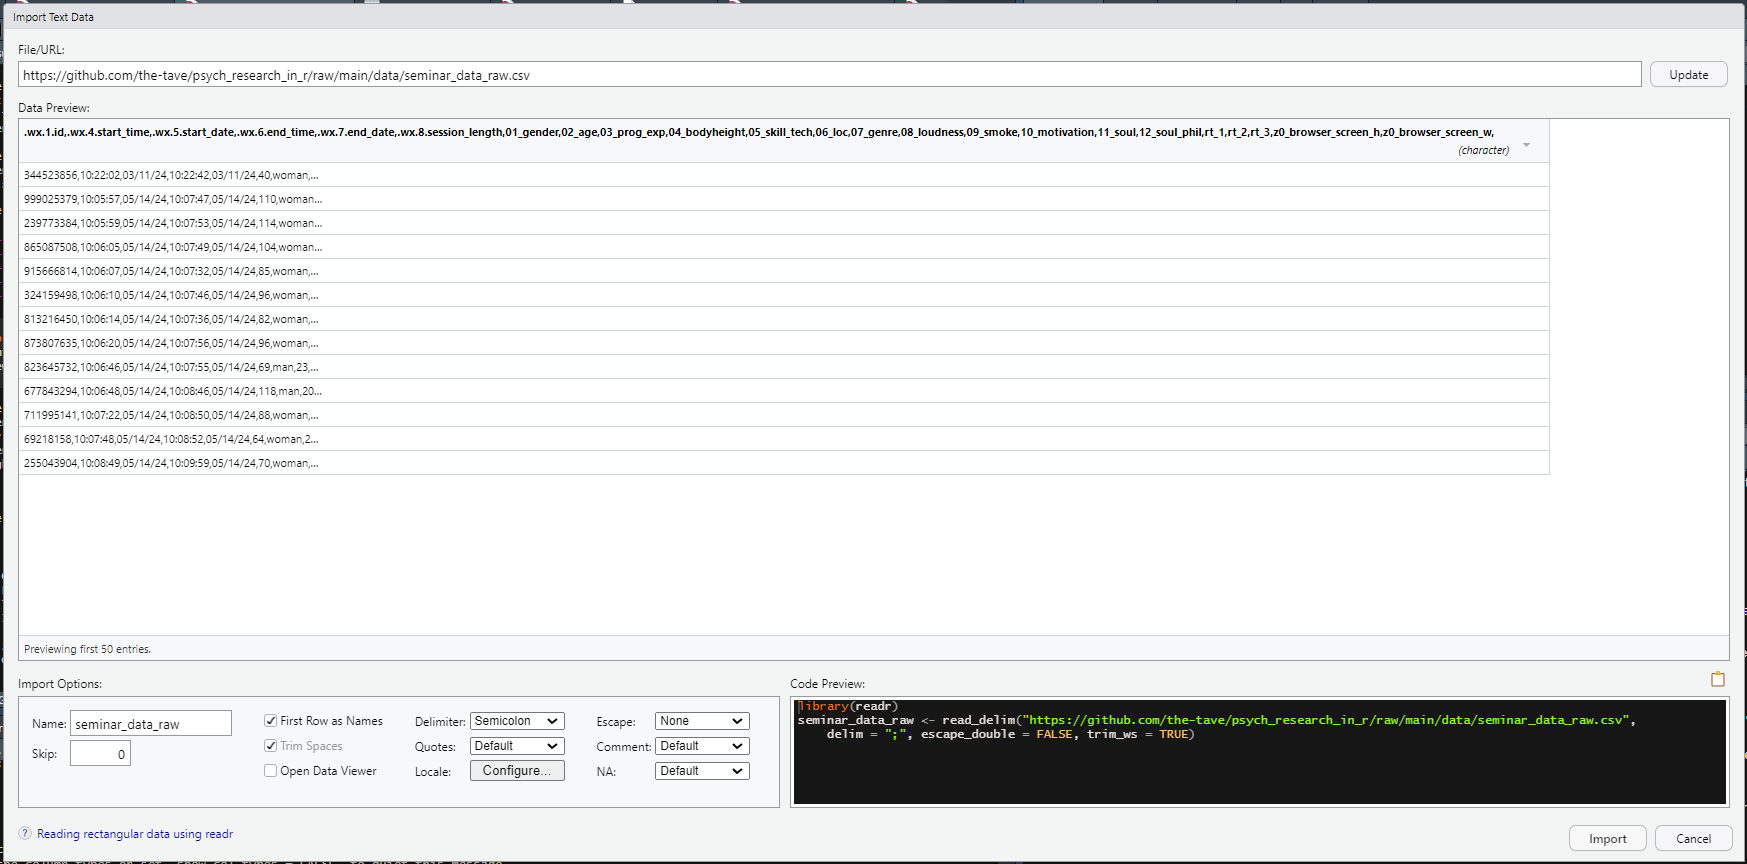 Import Text Data
File/URL:
https://github.com/the-tave/psych_research_in_r/raw/main/data/seminar_data_raw.csv
Update
Data Preview:
.wx.1.id,.wx.4.start_time,.wx.5.start_date,.wx.6.end_time,.wx.7.end_date,.wx.8.session_length,01_gender,02_age,03_prog_exp,04_bodyheight,05_skill_tech,06_loc,07_genre,08_loudness,09_smoke,10_motivation,11_soul,12_soul_phil,rt_1,rt_2,rt_3,z0_browser_screen_h,z0_browser_screen_w,
(character)
344523856,10:22:02,03/11/24,10:22:42,03/11/24,40,woman,...
999025379,10:05:57,05/14/24,10:07:47,05/14/24,110,woman...
239773384,10:05:59,05/14/24,10:07:53,05/14/24,114,woman...
865087508,10:06:05,05/14/24,10:07:49,05/14/24,104,woman...
915666814,10:06:07,05/14/24,10:07:32,05/14/24,85,woman,...
324159498,10:06:10,05/14/24,10:07:46,05/14/24,96,woman,...
813216450,10:06:14,05/14/24,10:07:36,05/14/24,82,woman,...
873807635,10:06:20,05/14/24,10:07:56,05/14/24,96,woman,...
823645732,10:06:46,05/14/24,10:07:55,05/14/24,69,man,23,...
677843294,10:06:48,05/14/24,10:08:46,05/14/24,118,man,20...
711995141,10:07:22,05/14/24,10:08:50,05/14/24,88,woman,...
69218158,10:07:48,05/14/24,10:08:52,05/14/24,64,woman,2...
255043904,10:08:49,05/14/24,10:09:59,05/14/24,70,woman,...
Previewing first 50 entries.
Import Options:
Name: seminar_data_raw
Skip: 0
First Row as Names
Trim Spaces
Open Data Viewer
Delimiter: Semicolon
Quotes: Default
Locale: Configure...
Escape: None
Comment: Default
NA: Default
Code Preview:
library(readr)
seminar_data_raw <- read_delim("https://github.com/the-tave/psych_research_in_r/raw/main/data/seminar_data_raw.csv",
delim = ";", escape_double = FALSE, trim_ws = TRUE)
? Reading rectangular data using readr
Import
Cancel